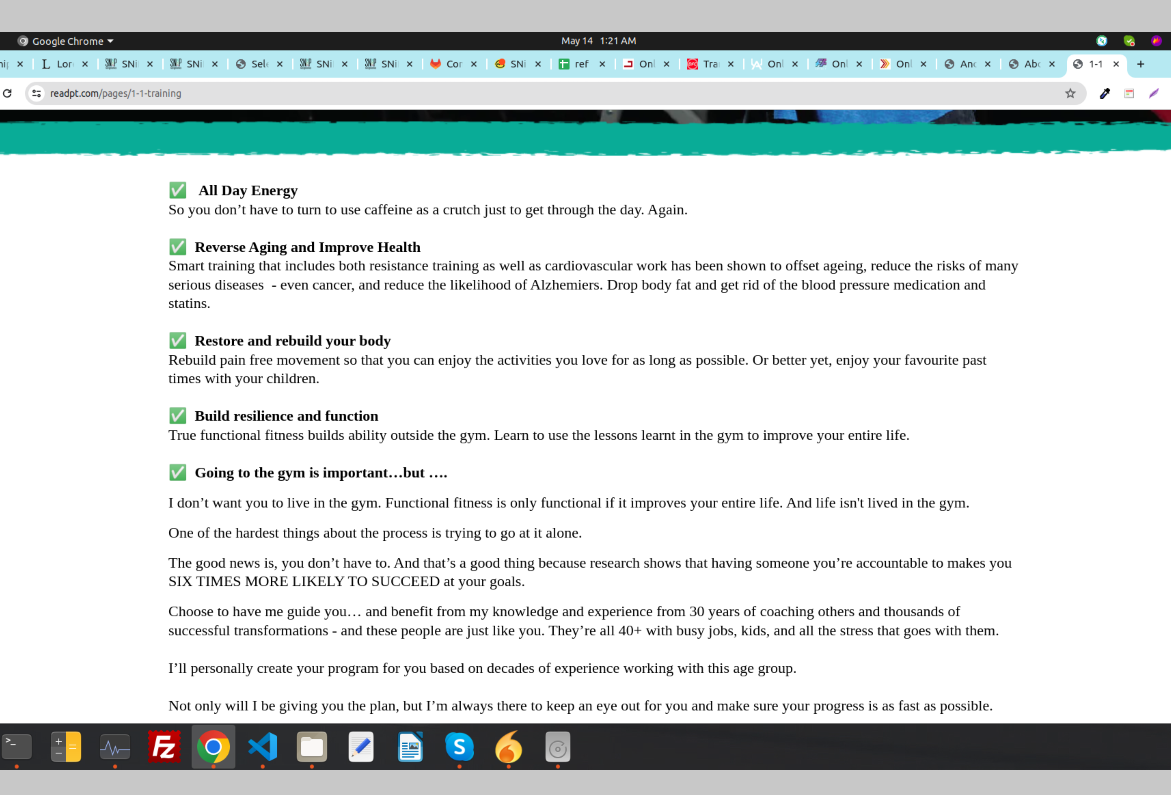 Google Chrome
May 14 1:21 AM
Lor SNi SNi Sel SNi SNi Cor SNi ref Onl Tra Onl Onl Onl Anc Abc 1-1
readpt.com/pages/1-1-training
✅ All Day Energy
So you don’t have to turn to use caffeine as a crutch just to get through the day. Again.
✅ Reverse Aging and Improve Health
Smart training that includes both resistance training as well as cardiovascular work has been shown to offset ageing, reduce the risks of many
serious diseases - even cancer, and reduce the likelihood of Alzhemiers. Drop body fat and get rid of the blood pressure medication and
statins.
✅ Restore and rebuild your body
Rebuild pain free movement so that you can enjoy the activities you love for as long as possible. Or better yet, enjoy your favourite past
times with your children.
✅ Build resilience and function
True functional fitness builds ability outside the gym. Learn to use the lessons learnt in the gym to improve your entire life.
✅ Going to the gym is important…but ….
I don’t want you to live in the gym. Functional fitness is only functional if it improves your entire life. And life isn't lived in the gym.
One of the hardest things about the process is trying to go at it alone.
The good news is, you don’t have to. And that’s a good thing because research shows that having someone you’re accountable to makes you
SIX TIMES MORE LIKELY TO SUCCEED at your goals.
Choose to have me guide you… and benefit from my knowledge and experience from 30 years of coaching others and thousands of
successful transformations - and these people are just like you. They’re all 40+ with busy jobs, kids, and all the stress that goes with them.
I’ll personally create your program for you based on decades of experience working with this age group.
Not only will I be giving you the plan, but I’m always there to keep an eye out for you and make sure your progress is as fast as possible.